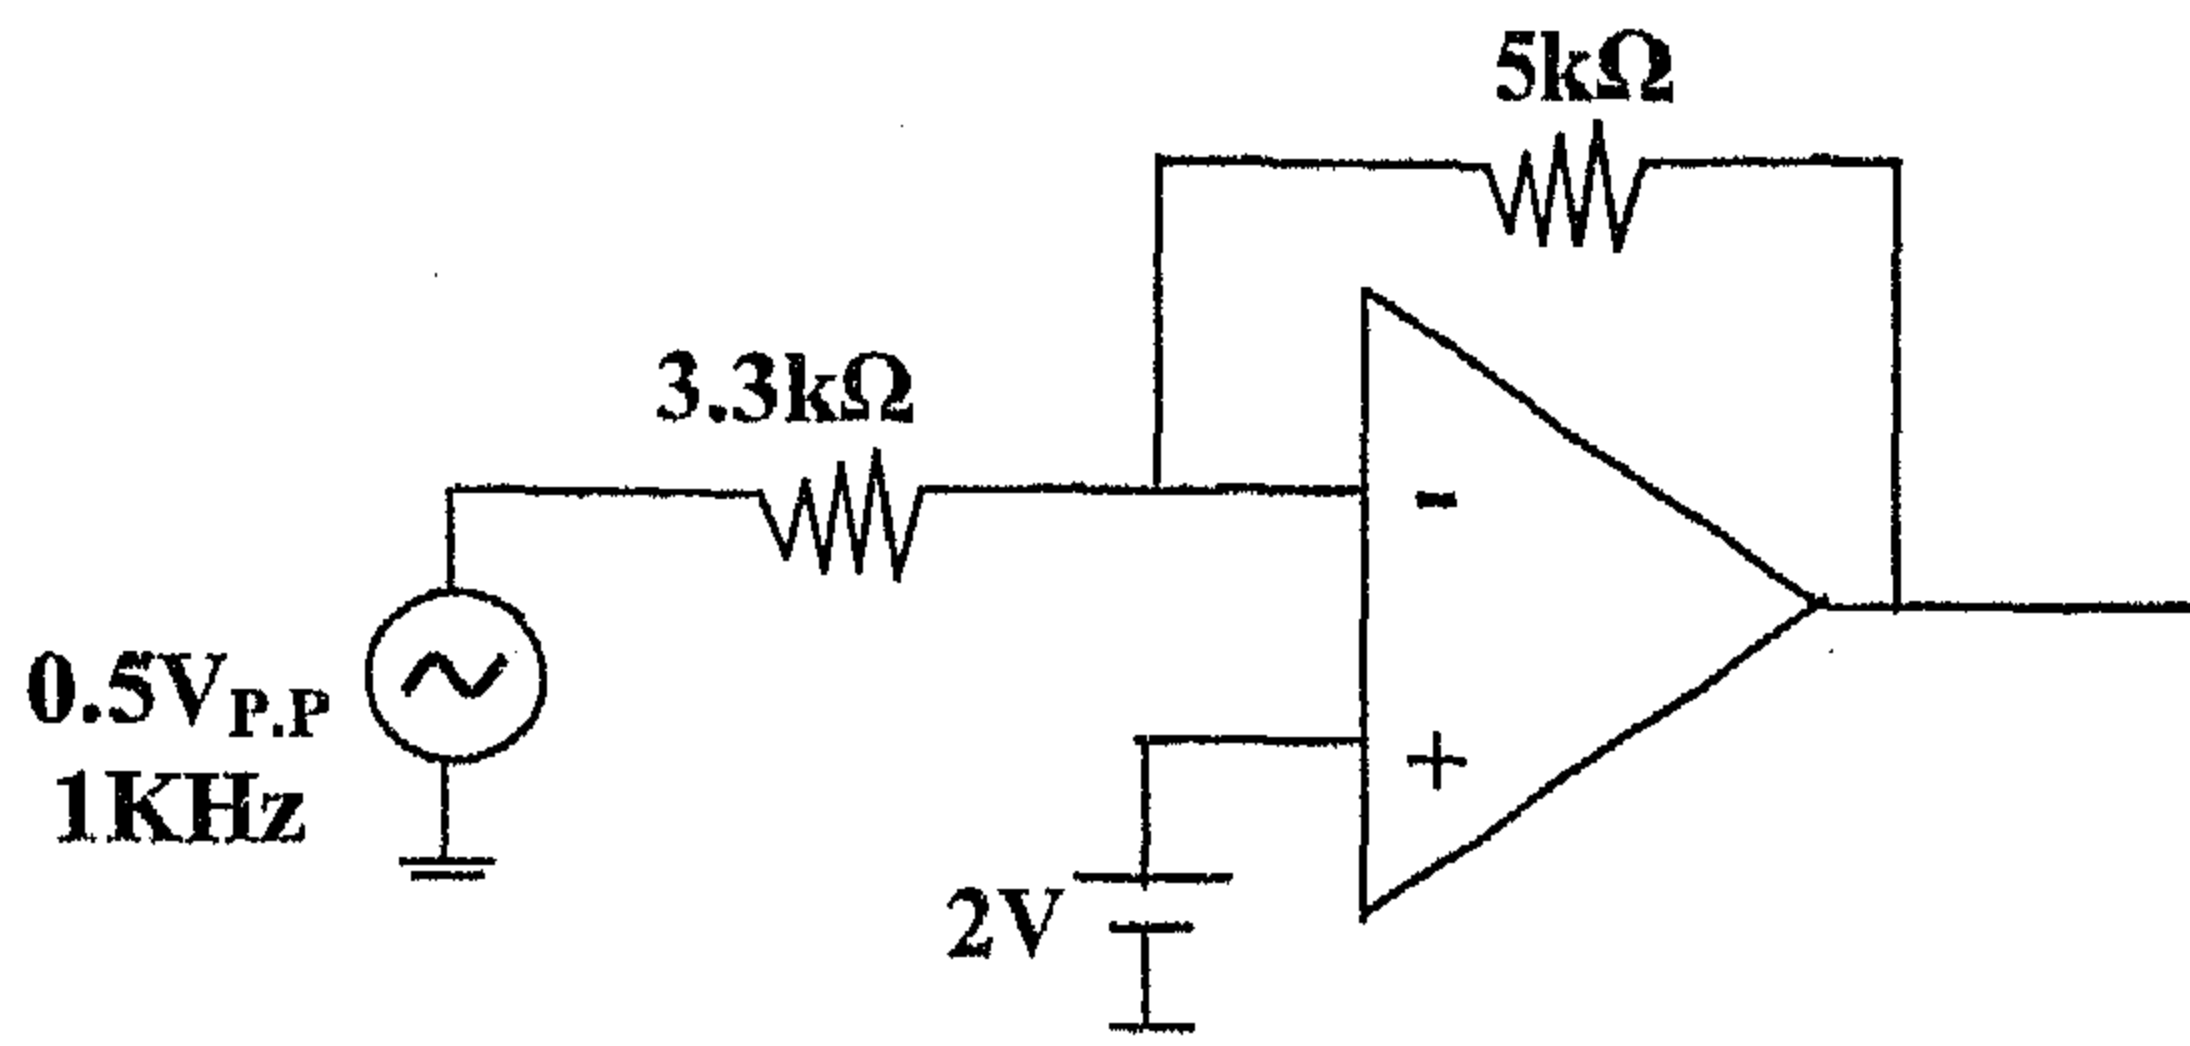 5kΩ
3.3kΩ
-
0.5VP.P
1KHz
+
2V